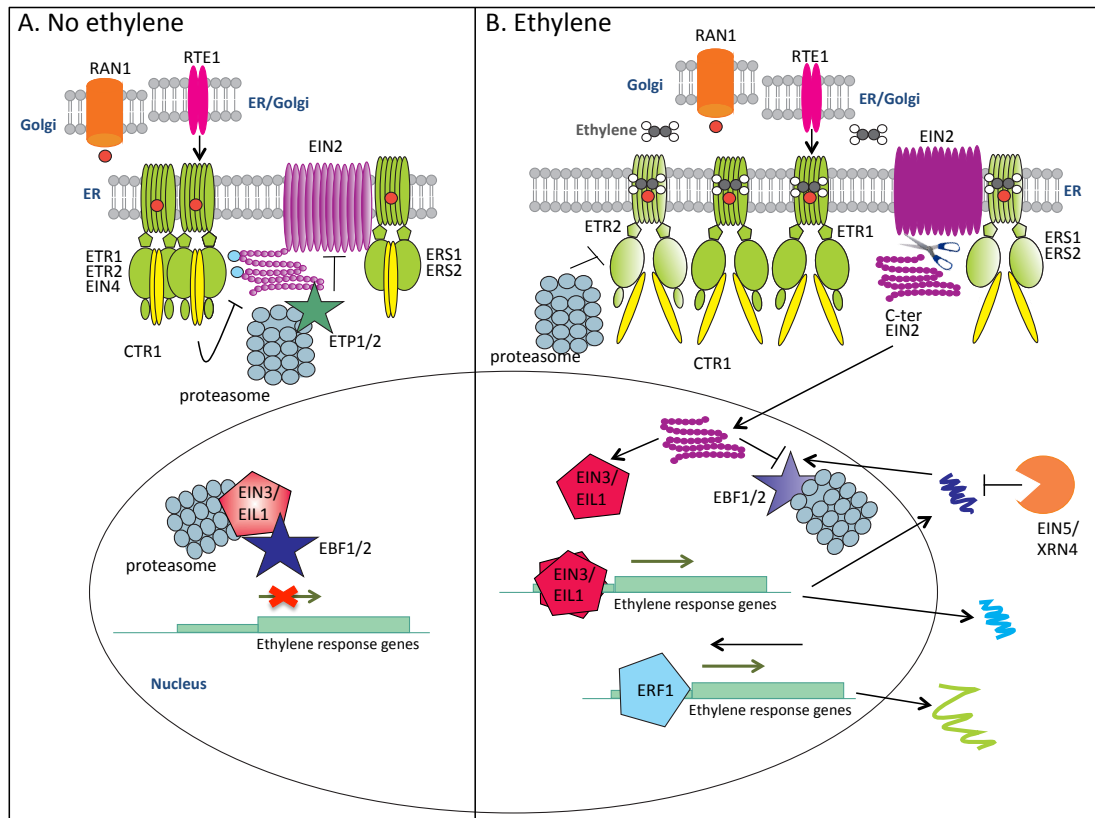 A. No ethylene
RAN1
RTE1
Golgi
ER/Golgi
EIN2
ER
ETR1
ETR2
EIN4
ERS1
ERS2
CTR1
ETP1/2
proteasome
EIN3/
EIL1
EBF1/2
proteasome
Ethylene response genes
Nucleus
B. Ethylene
RAN1
RTE1
Golgi
ER/Golgi
Ethylene
EIN2
ER
ETR2
ETR1
ERS1
ERS2
proteasome
CTR1
C-ter
EIN2
EIN3/
EIL1
EBF1/2
EIN5/
XRN4
EIN3/
EIL1
Ethylene response genes
ERF1
Ethylene response genes